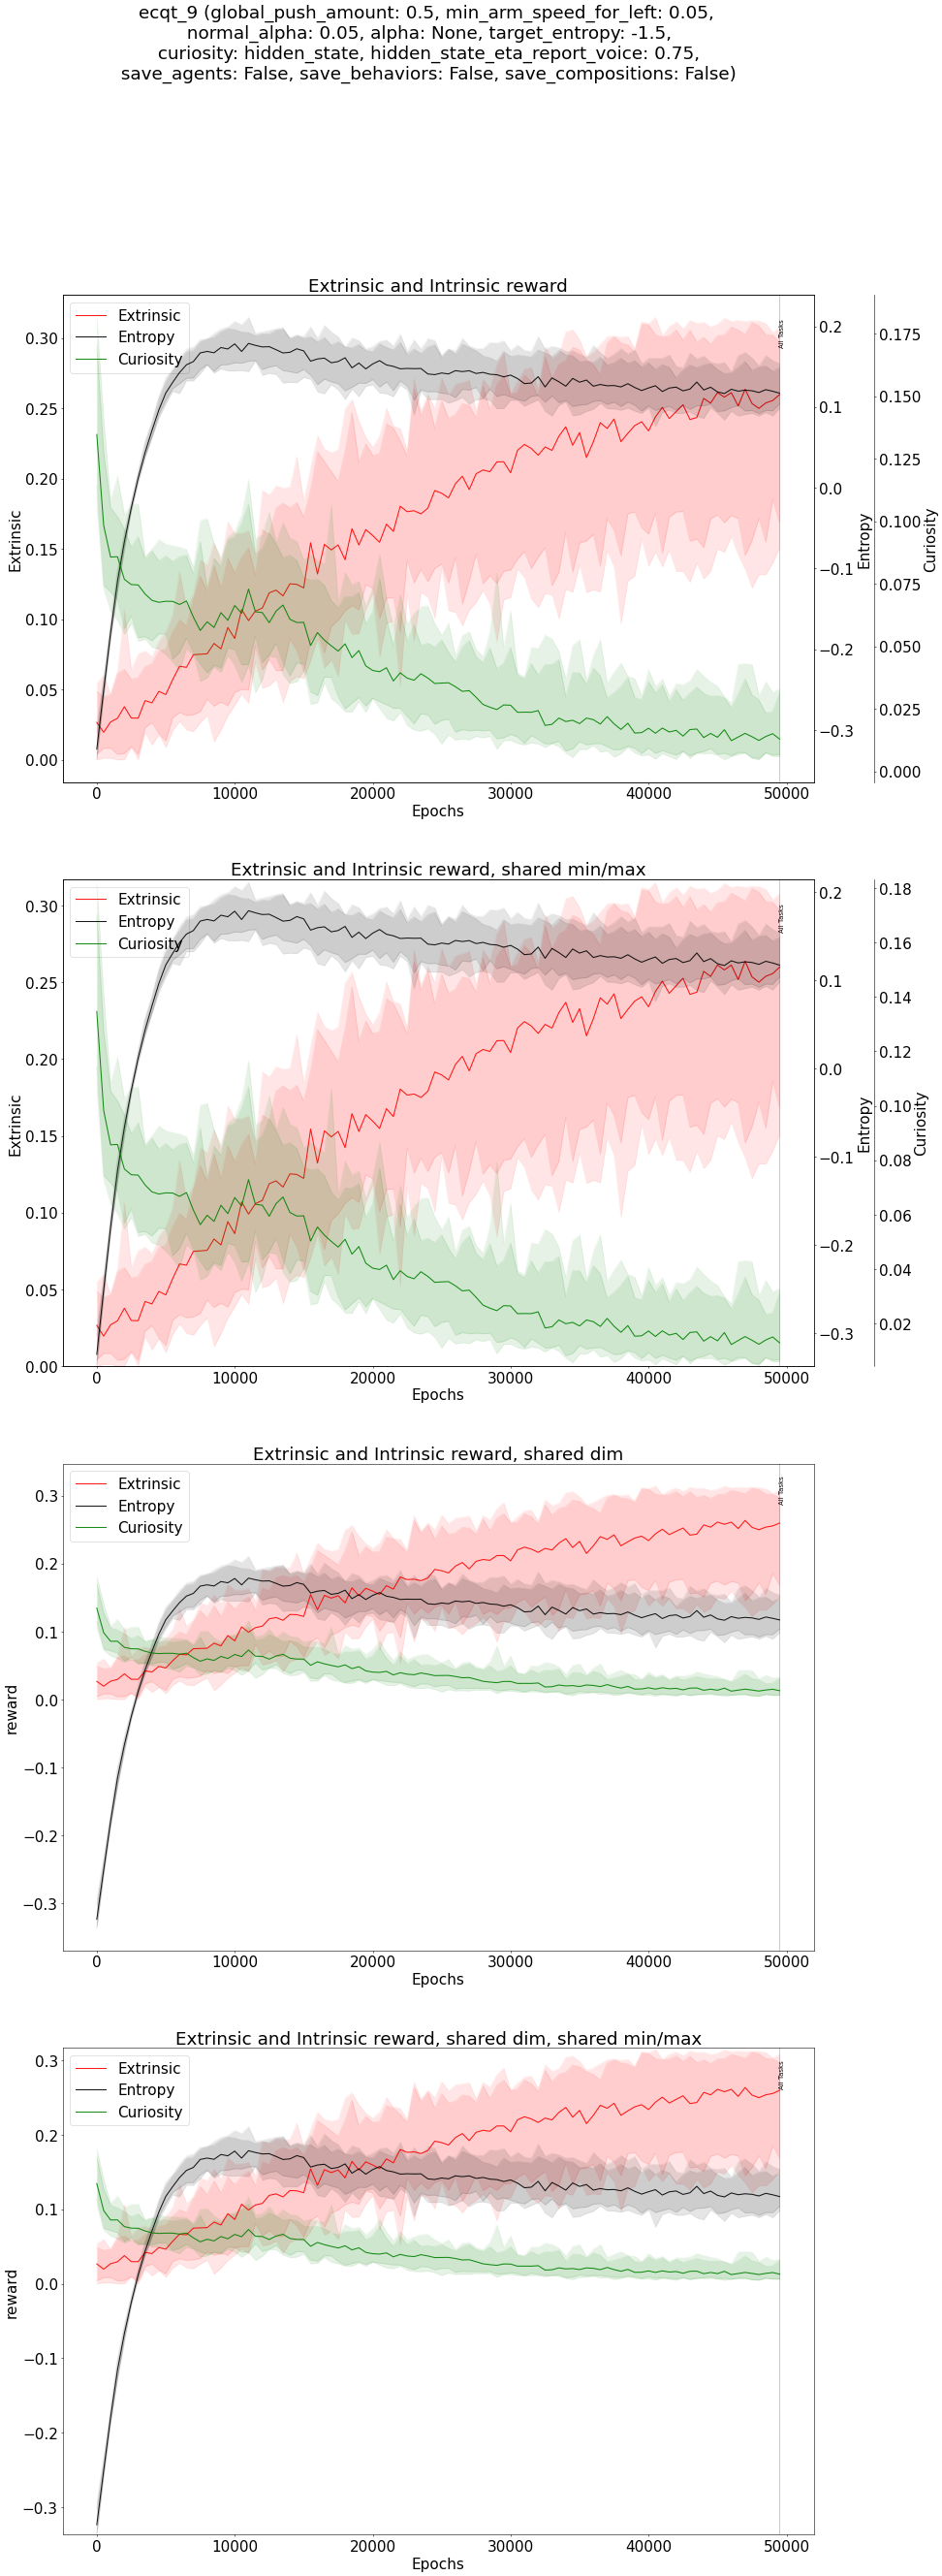 ecqt_9 (global_push_amount: 0.5, min_arm_speed_for_left: 0.05,
normal_alpha: 0.05, alpha: None, target_entropy: -1.5,
curiosity: hidden_state, hidden_state_eta_report_voice: 0.75,
save_agents: False, save_behaviors: False, save_compositions: False)
Extrinsic and Intrinsic reward
Extrinsic
Entropy
Curiosity
All Tasks
0.30
0.25
0.20
0.15
0.10
0.05
0.00
Extrinsic
0.2
0.1
0.0
−0.1
−0.2
−0.3
Entropy
0.175
0.150
0.125
0.100
0.075
0.050
0.025
0.000
Curiosity
0 10000 20000 30000 40000 50000
Epochs
Extrinsic and Intrinsic reward, shared min/max
Extrinsic
Entropy
Curiosity
All Tasks
0.30
0.25
0.20
0.15
0.10
0.05
0.00
Extrinsic
0.2
0.1
0.0
−0.1
−0.2
−0.3
Entropy
0.18
0.16
0.14
0.12
0.10
0.08
0.06
0.04
0.02
Curiosity
0 10000 20000 30000 40000 50000
Epochs
Extrinsic and Intrinsic reward, shared dim
Extrinsic
Entropy
Curiosity
All Tasks
0.3
0.2
0.1
0.0
−0.1
−0.2
−0.3
reward
0 10000 20000 30000 40000 50000
Epochs
Extrinsic and Intrinsic reward, shared dim, shared min/max
Extrinsic
Entropy
Curiosity
All Tasks
0.3
0.2
0.1
0.0
−0.1
−0.2
−0.3
reward
0 10000 20000 30000 40000 50000
Epochs